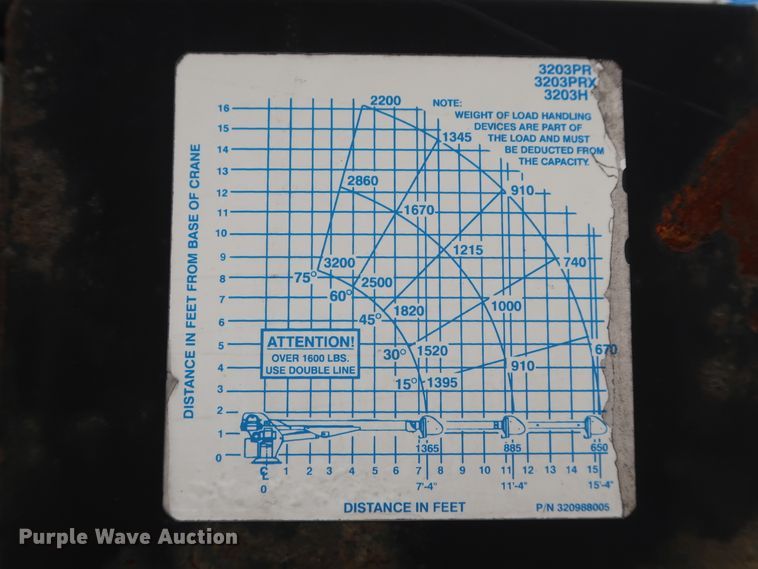 3203PR
3203PRX
3203H
NOTE:
WEIGHT OF LOAD HANDLING
DEVICES ARE PART OF
THE LOAD AND MUST
BE DEDUCTED FROM
THE CAPACITY.
DISTANCE IN FEET FROM BASE OF CRANE
16
15
14
13
12
11
10
9
8
7
6
5
4
3
2
1
0
2200
1345
910
2860
1670
1215
740
3200
2500
1820
1000
670
75°
60°
45°
30°
15°
1520
1395
910
ATTENTION!
OVER 1600 LBS.
USE DOUBLE LINE
1365
885
650
CL 1 2 3 4 5 6 7 8 9 10 11 12 13 14 15
0
7'-4"
11'-4"
15'-4"
DISTANCE IN FEET
P/N 320988005
Purple Wave Auction